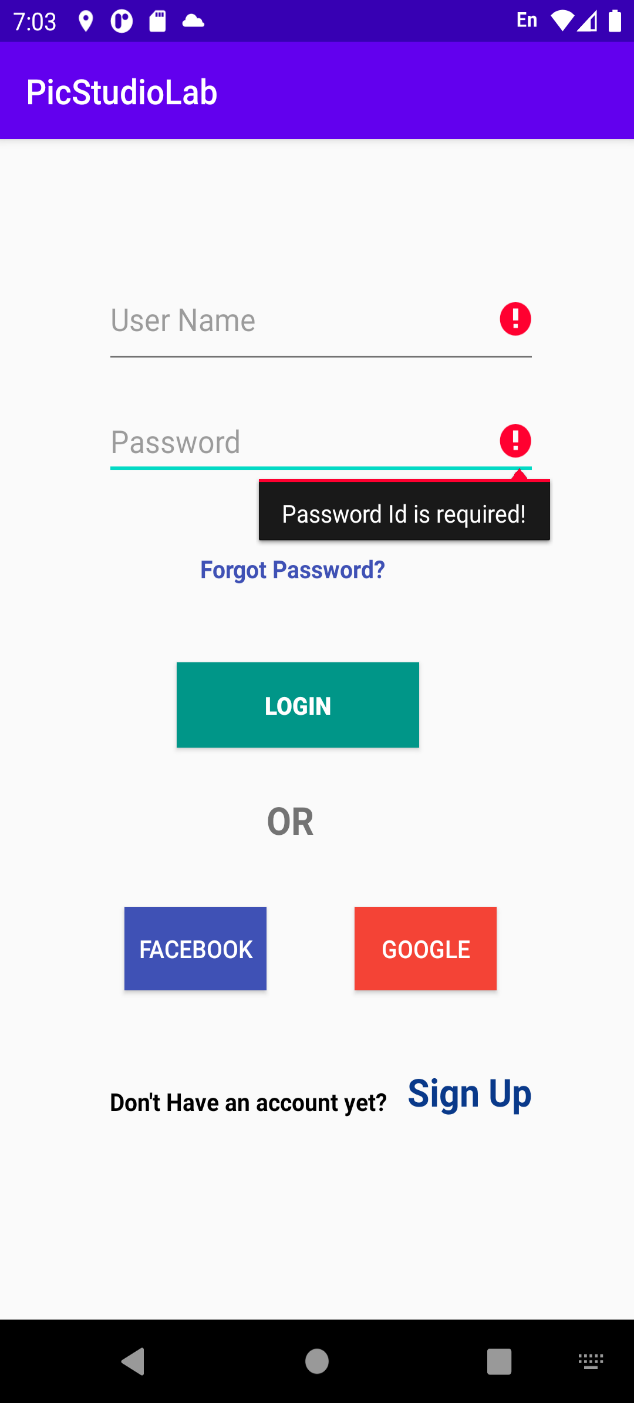 7:03 En
PicStudioLab
User Name
Password
Password Id is required!
Forgot Password?
LOGIN
OR
FACEBOOK GOOGLE
Don't Have an account yet? Sign Up